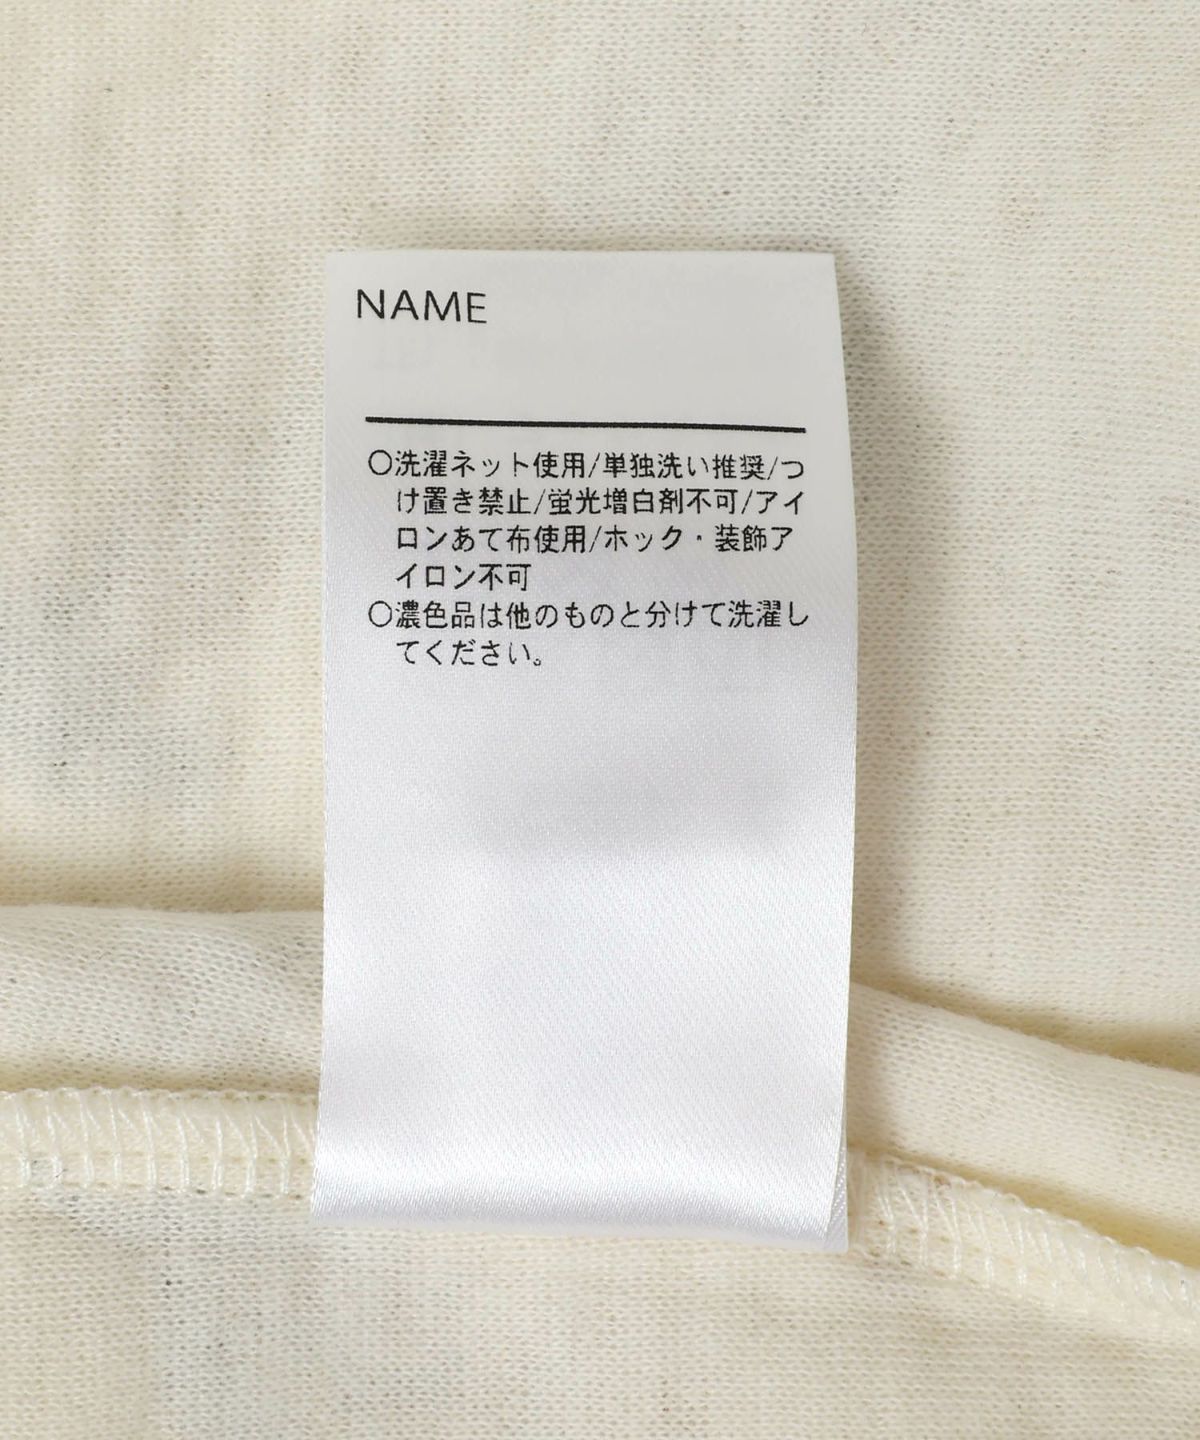 NAME
○洗濯ネット使用/単独洗い推奨/つ
け置き禁止/蛍光増白剤不可/アイ
ロンあて布使用/ホック・装飾ア
イロン不可
○濃色品は他のものと分けて洗濯し
てください。